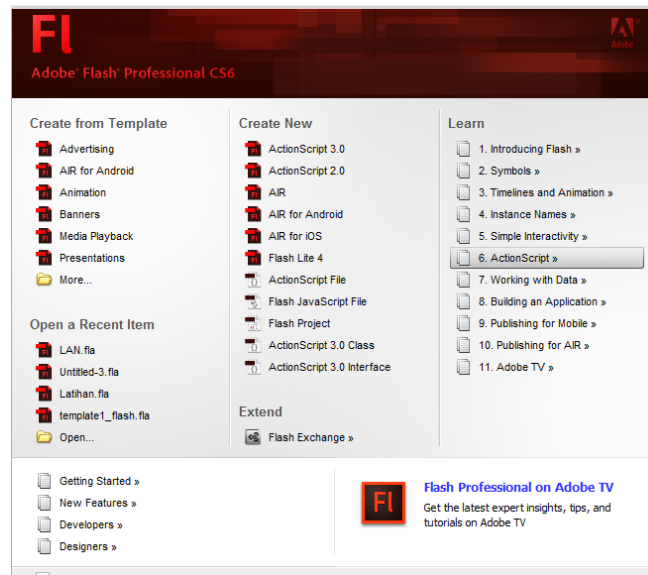 Fl
Adobe
Adobe® Flash® Professional CS6
Create from Template
Advertising
AIR for Android
Animation
Banners
Media Playback
Presentations
More...
Open a Recent Item
LAN.fla
Untitled-3.fla
Latihan.fla
template1_flash.fla
Open...
Create New
ActionScript 3.0
ActionScript 2.0
AIR
AIR for Android
AIR for iOS
Flash Lite 4
ActionScript File
Flash JavaScript File
Flash Project
ActionScript 3.0 Class
ActionScript 3.0 Interface
Extend
Flash Exchange »
Learn
1. Introducing Flash »
2. Symbols »
3. Timelines and Animation »
4. Instance Names »
5. Simple Interactivity »
6. ActionScript »
7. Working with Data »
8. Building an Application »
9. Publishing for Mobile »
10. Publishing for AIR »
11. Adobe TV »
Getting Started »
New Features »
Developers »
Designers »
Fl
Flash Professional on Adobe TV
Get the latest expert insights, tips, and
tutorials on Adobe TV